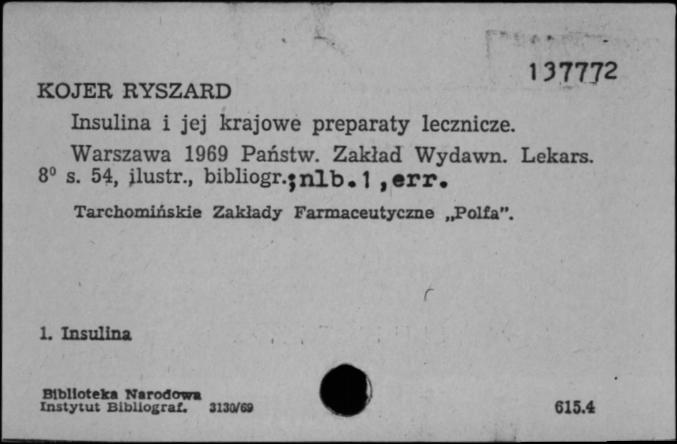 137772
KOJER RYSZARD
Insulina i jej krajowe preparaty lecznicze.
Warszawa 1969 Państw. Zakład Wydawn. Lekars.
8⁰ s. 54, ilustr., bibliogr.; nlb. 1, err.
Tarchomińskie Zakłady Farmaceutyczne „Polfa”.
1. Insulina
Biblioteka Narodowa
Instytut Bibliograf. 3130/69
615.4